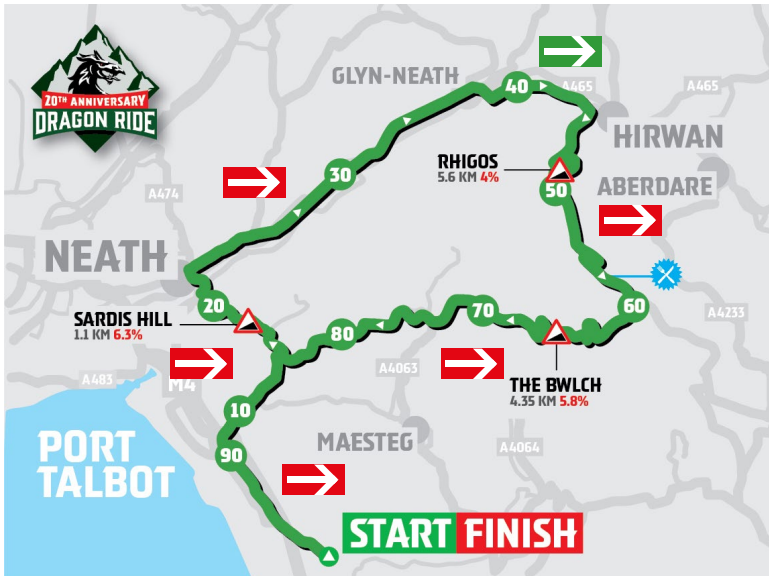 20TH ANNIVERSARY
DRAGON RIDE
GLYN-NEATH
40
A465
A465
HIRWAN
RHIGOS
5.6 KM 4%
30
50
ABERDARE
A474
NEATH
20
60
SARDIS HILL
1.1 KM 6.3%
70
A4233
80
A4063
A483
M4
THE BWLCH
4.35 KM 5.8%
10
PORT
TALBOT
MAESTEG
A4064
90
START FINISH